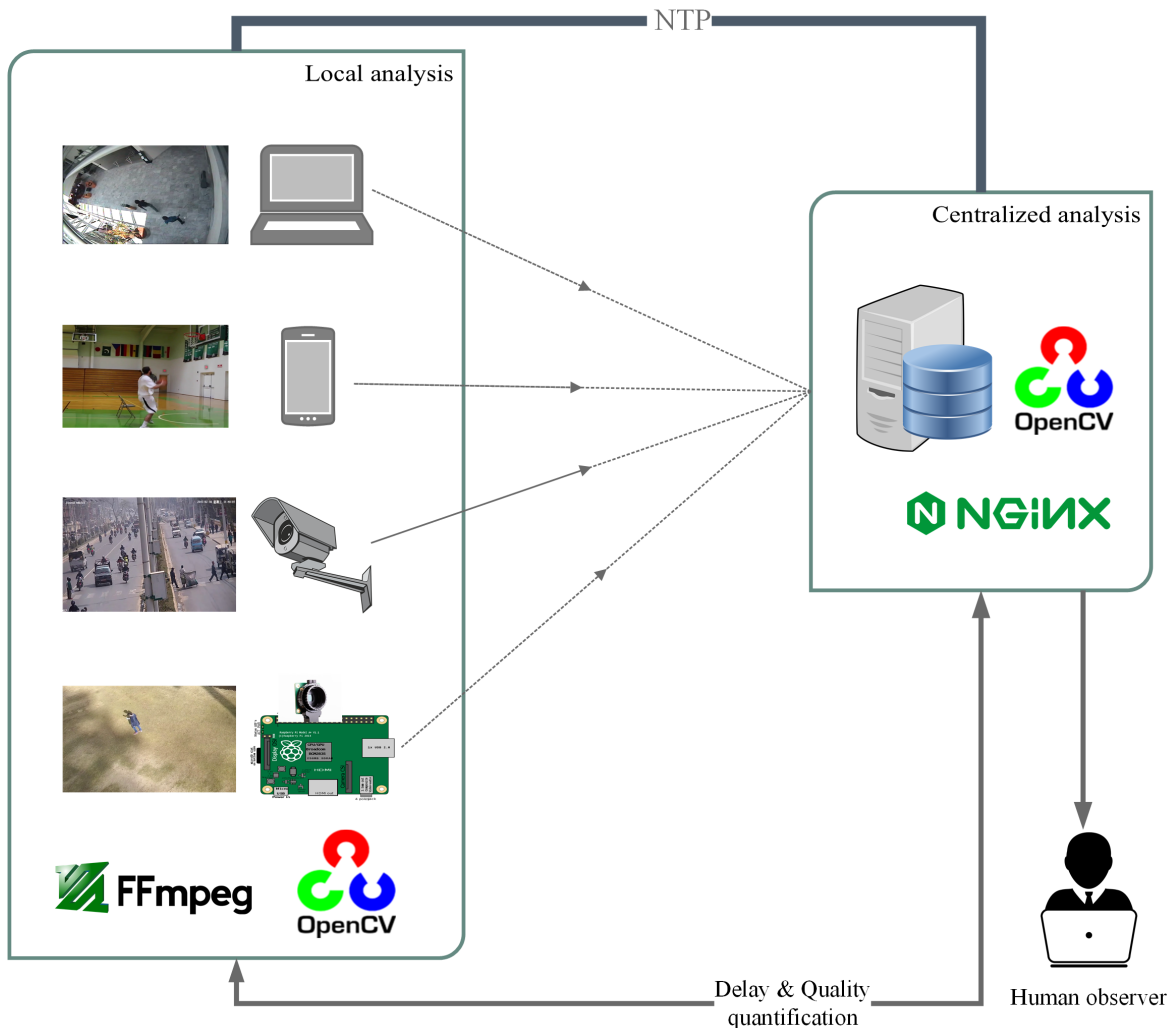 NTP
Local analysis
Centralized analysis
OpenCV
NGiNX
FFmpeg
OpenCV
Delay & Quality
quantification
Human observer